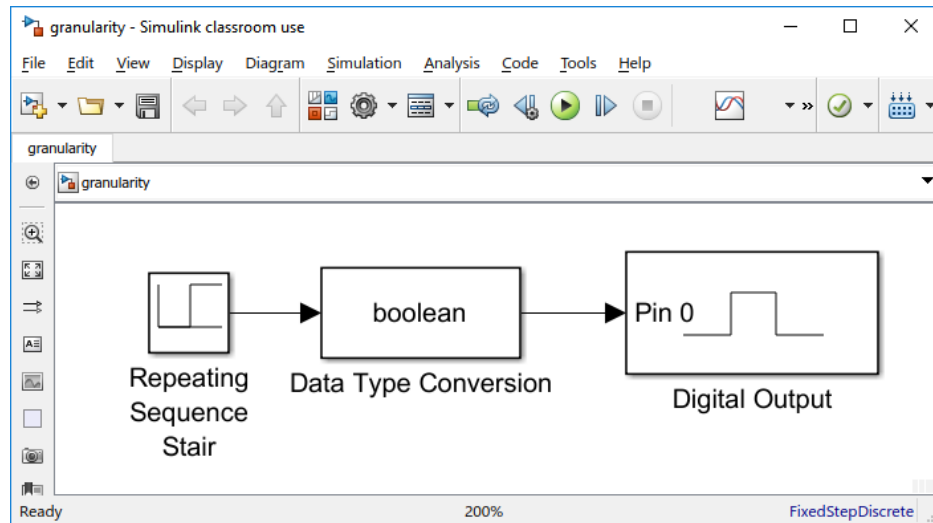 granularity - Simulink classroom use
File Edit View Display Diagram Simulation Analysis Code Tools Help
granularity
granularity
boolean
Pin 0
Repeating
Sequence
Stair
Data Type Conversion
Digital Output
Ready 200% FixedStepDiscrete